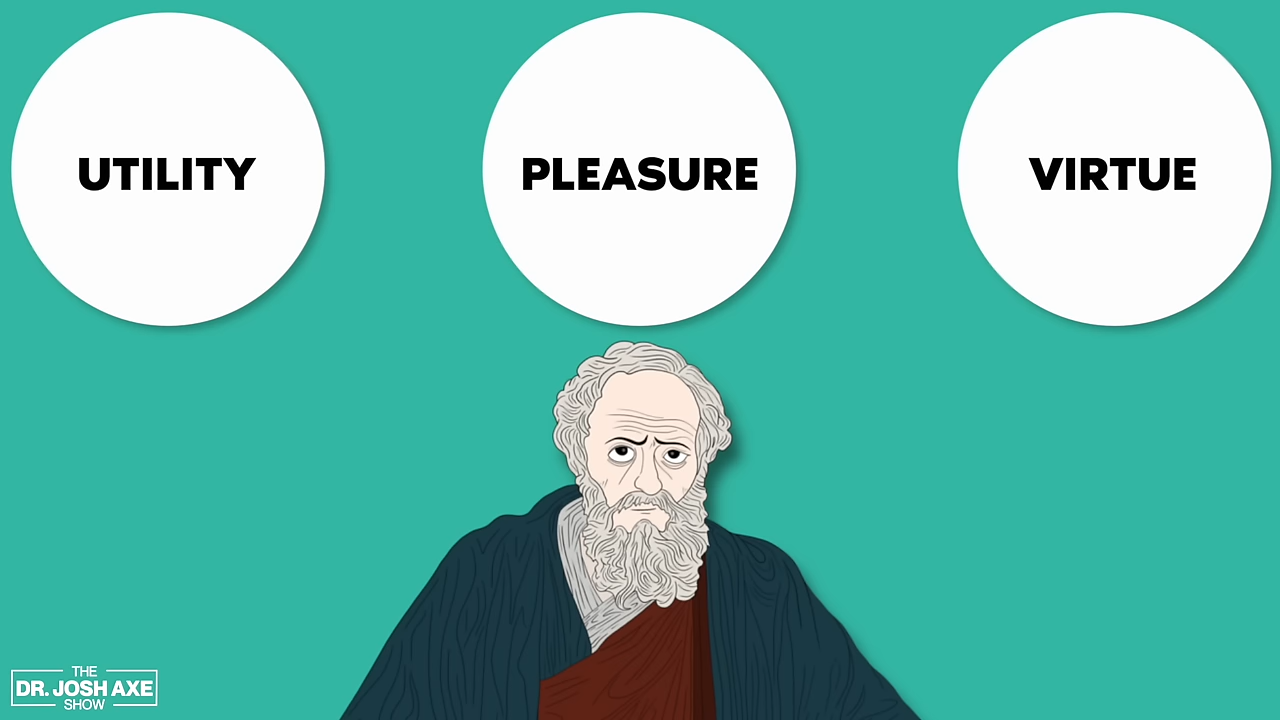 UTILITY
PLEASURE
VIRTUE
THE
DR. JOSH AXE
SHOW